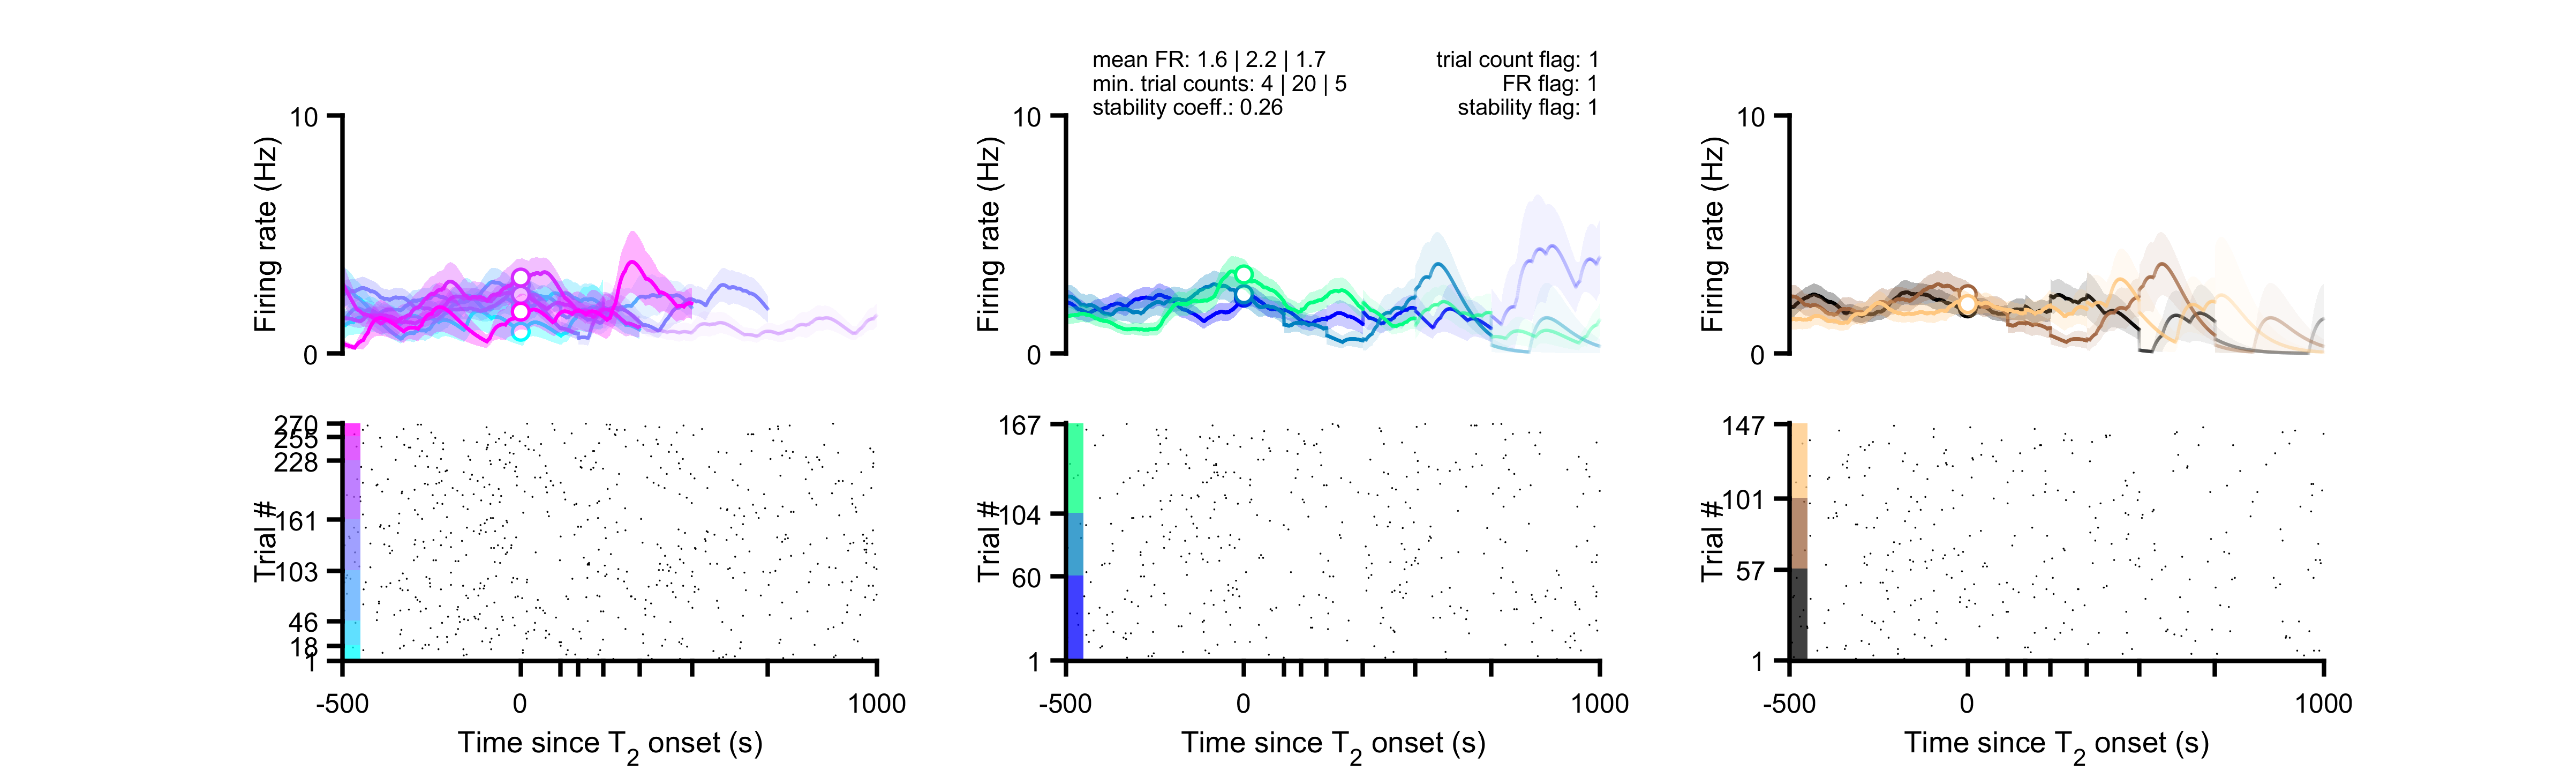 mean FR: 1.6 | 2.2 | 1.7
min. trial counts: 4 | 20 | 5
stability coeff.: 0.26
trial count flag: 1
FR flag: 1
stability flag: 1
10
Firing rate (Hz)
0
10
Firing rate (Hz)
0
10
Firing rate (Hz)
0
270
255
228
161
103
46
18
1
Trial #
-500
0
1000
Time since T2 onset (s)
167
104
60
1
Trial #
-500
0
1000
Time since T2 onset (s)
147
101
57
1
Trial #
-500
0
1000
Time since T2 onset (s)